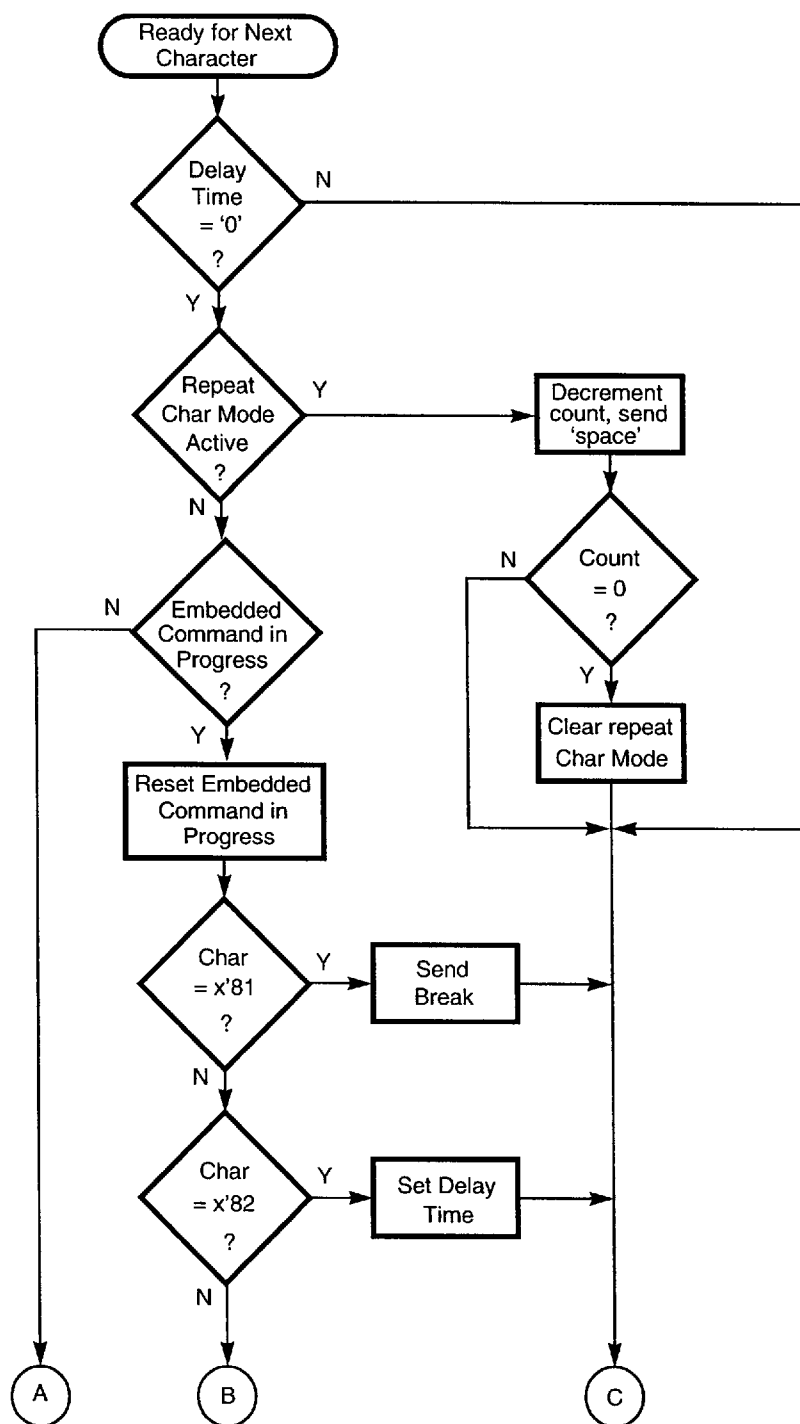 Ready for Next
Character
Delay
Time
= ‘0’
?
N
Y
Repeat
Char Mode
Active
?
Y
N
Decrement
count, send
‘space’
Count
= 0
?
N
Y
Clear repeat
Char Mode
Embedded
Command in
Progress
?
N
Y
Reset Embedded
Command in
Progress
Char
= x'81
?
Y
N
Send
Break
Char
= x'82
?
Y
N
Set Delay
Time
A
B
C